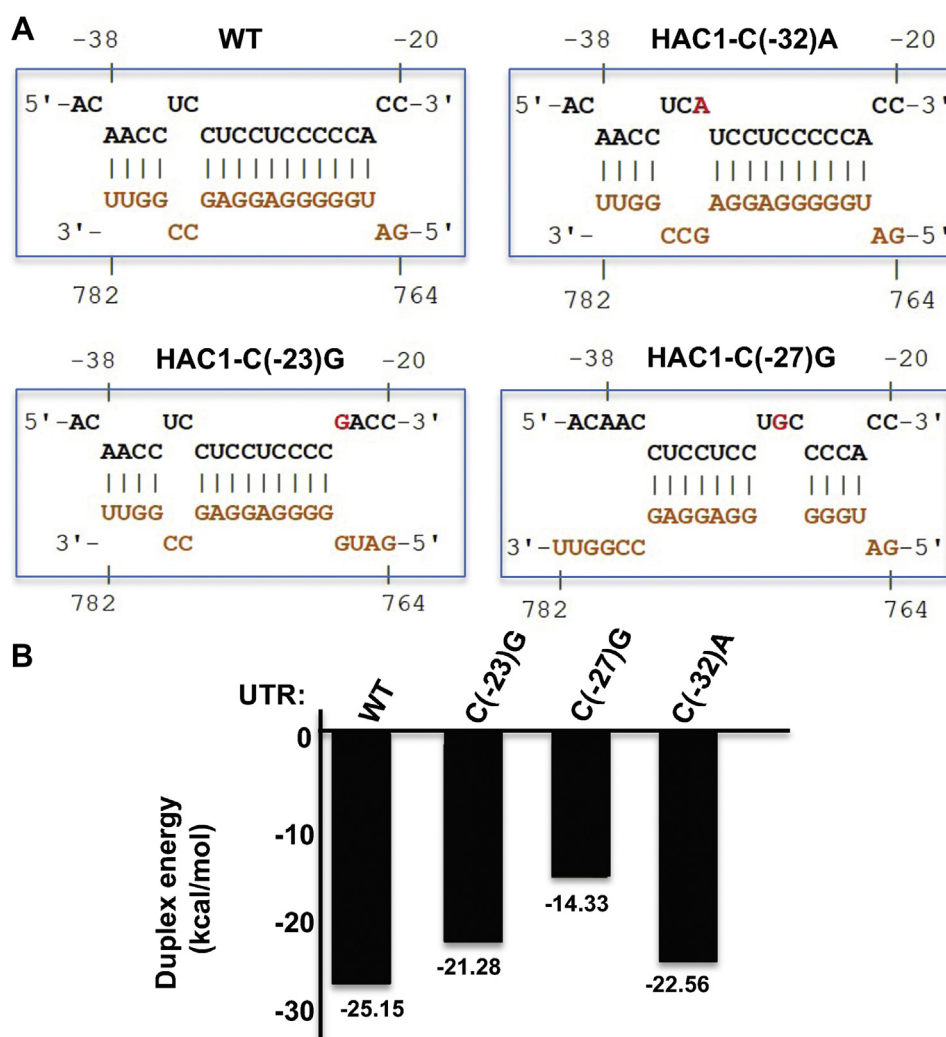 A
WT
-38 -20
5'-AC UC CC-3'
AACC CUCCUCCCCCA
|||| |||||||||||
UUGG GAGGAGGGGGU
3'- CC AG-5'
782 764
HAC1-C(-32)A
-38 -20
5'-AC UCA CC-3'
AACC UCCUCCCCCA
|||| ||||||||||
UUGG AGGAGGGGGU
3'- CCG AG-5'
782 764
HAC1-C(-23)G
-38 -20
5'-AC UC GACC-3'
AACC CUCCUCCCC
|||| |||||||||
UUGG GAGGAGGGG
3'- CC GUAG-5'
782 764
HAC1-C(-27)G
-38 -20
5'-ACAAC UGC CC-3'
CUCCUCC CCCA
||||||| ||||
GAGGAGG GGGU
3'-UUGGCC AG-5'
782 764
B
UTR: WT C(-23)G C(-27)G C(-32)A
Duplex energy
(kcal/mol)
0
-10
-20
-30
-25.15
-21.28
-14.33
-22.56